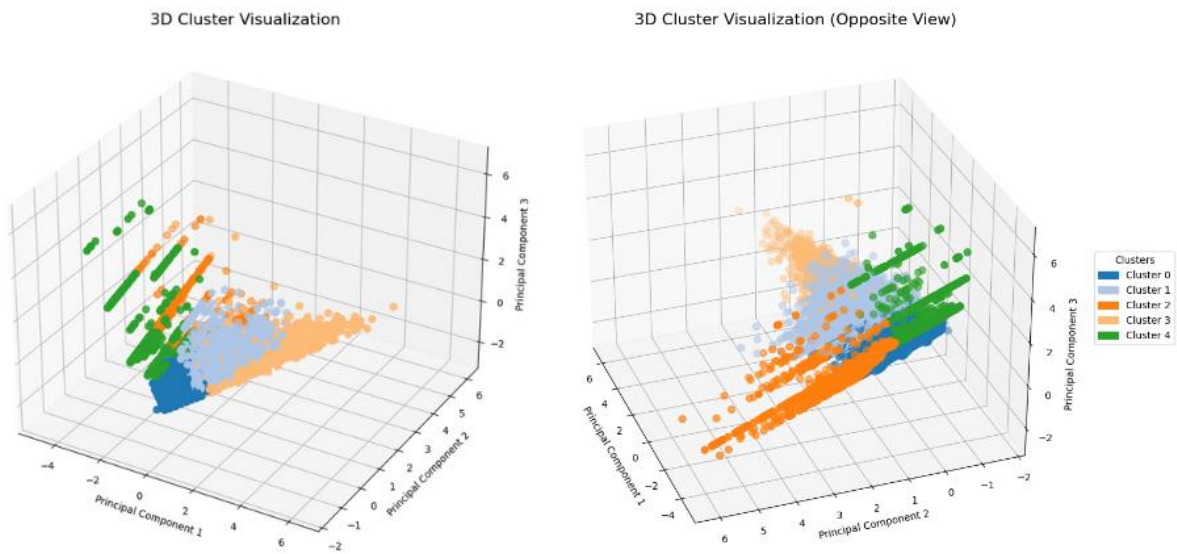 3D Cluster Visualization
6
4
2
0
−2
Principal Component 3
6
5
4
3
2
1
0
−1
−2
Principal Component 2
−4
−2
0
2
4
6
Principal Component 1
3D Cluster Visualization (Opposite View)
6
4
2
0
−2
−4
Principal Component 1
6
5
4
3
2
1
0
−1
−2
Principal Component 2
6
4
2
0
−2
Principal Component 3
Clusters
Cluster 0
Cluster 1
Cluster 2
Cluster 3
Cluster 4